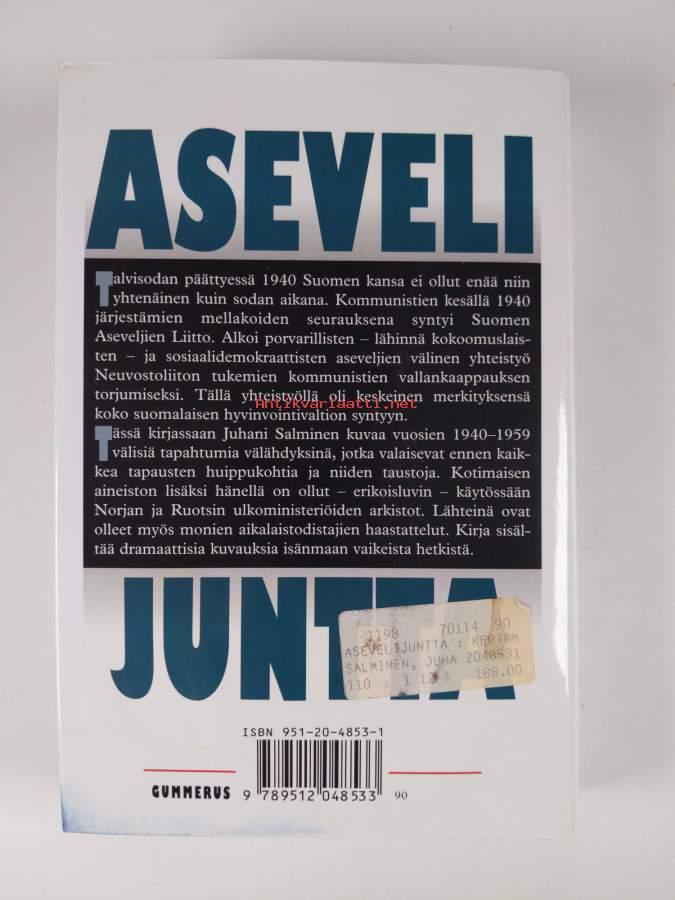 ASEVELI
Talvisodan päättyessä 1940 Suomen kansa ei ollut enää niin
yhtenäinen kuin sodan aikana. Kommunistien kesällä 1940
järjestämien mellakoiden seurauksena syntyi Suomen
Aseveljien Liitto. Alkoi porvarillisten – lähinnä kokoomuslais-
ten – ja sosiaalidemokraattisten aseveljien välinen yhteistyö
Neuvostoliiton tukemien kommunistien vallankaappauksen
torjumiseksi. Tällä yhteistyöllä oli keskeinen merkityksensä
Antikvariaatti.net
koko suomalaisen hyvinvointivaltion syntyyn.
Tässä kirjassaan Juhani Salminen kuvaa vuosien 1940–1959
välisiä tapahtumia välähdyksinä, jotka valaisevat ennen kaik-
kea tapausten huippukohtia ja niiden taustoja. Kotimaisen
aineiston lisäksi hänellä on ollut – erikoisluvin – käytössään
Norjan ja Ruotsin ulkoministeriöiden arkistot. Lähteinä ovat
olleet myös monien aikalaistodistajien haastattelut. Kirja sisäl-
tää dramaattisia kuvauksia isänmaan vaikeista hetkistä.
JUNTTA
1198 70114 90
ASEVELIJUNTTA : KERTOM
SALMINEN, JUHA 2048531
110 1 12 % 188.00
ISBN 951-20-4853-1
GUMMERUS 9 789512 048533 90